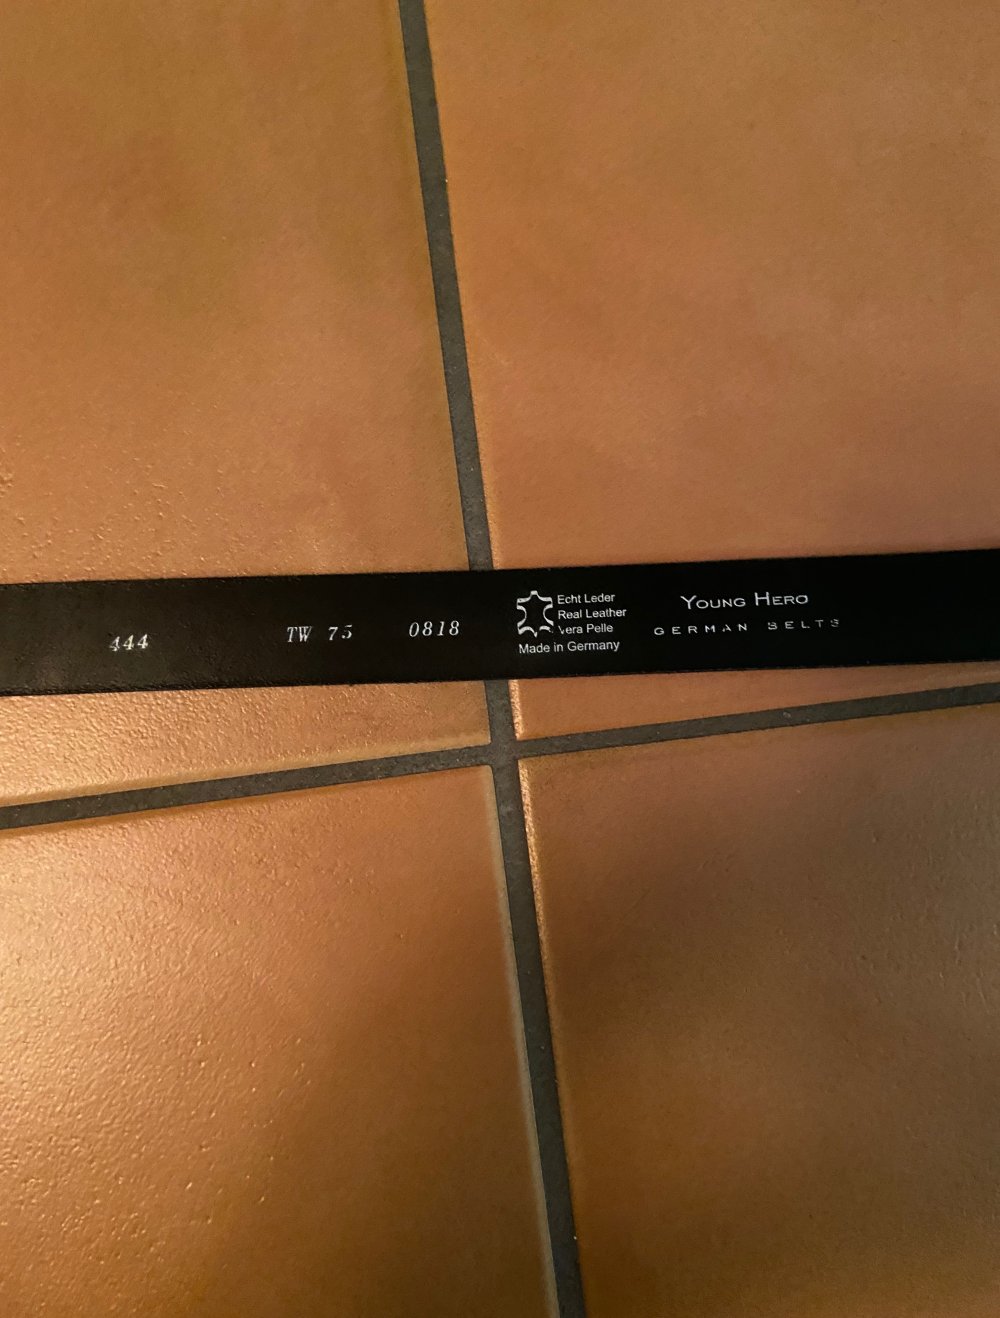 444
TW 75
0818
Echt Leder
Real Leather
Vera Pelle
Made in Germany
YOUNG HERO
GERMAN BELTS